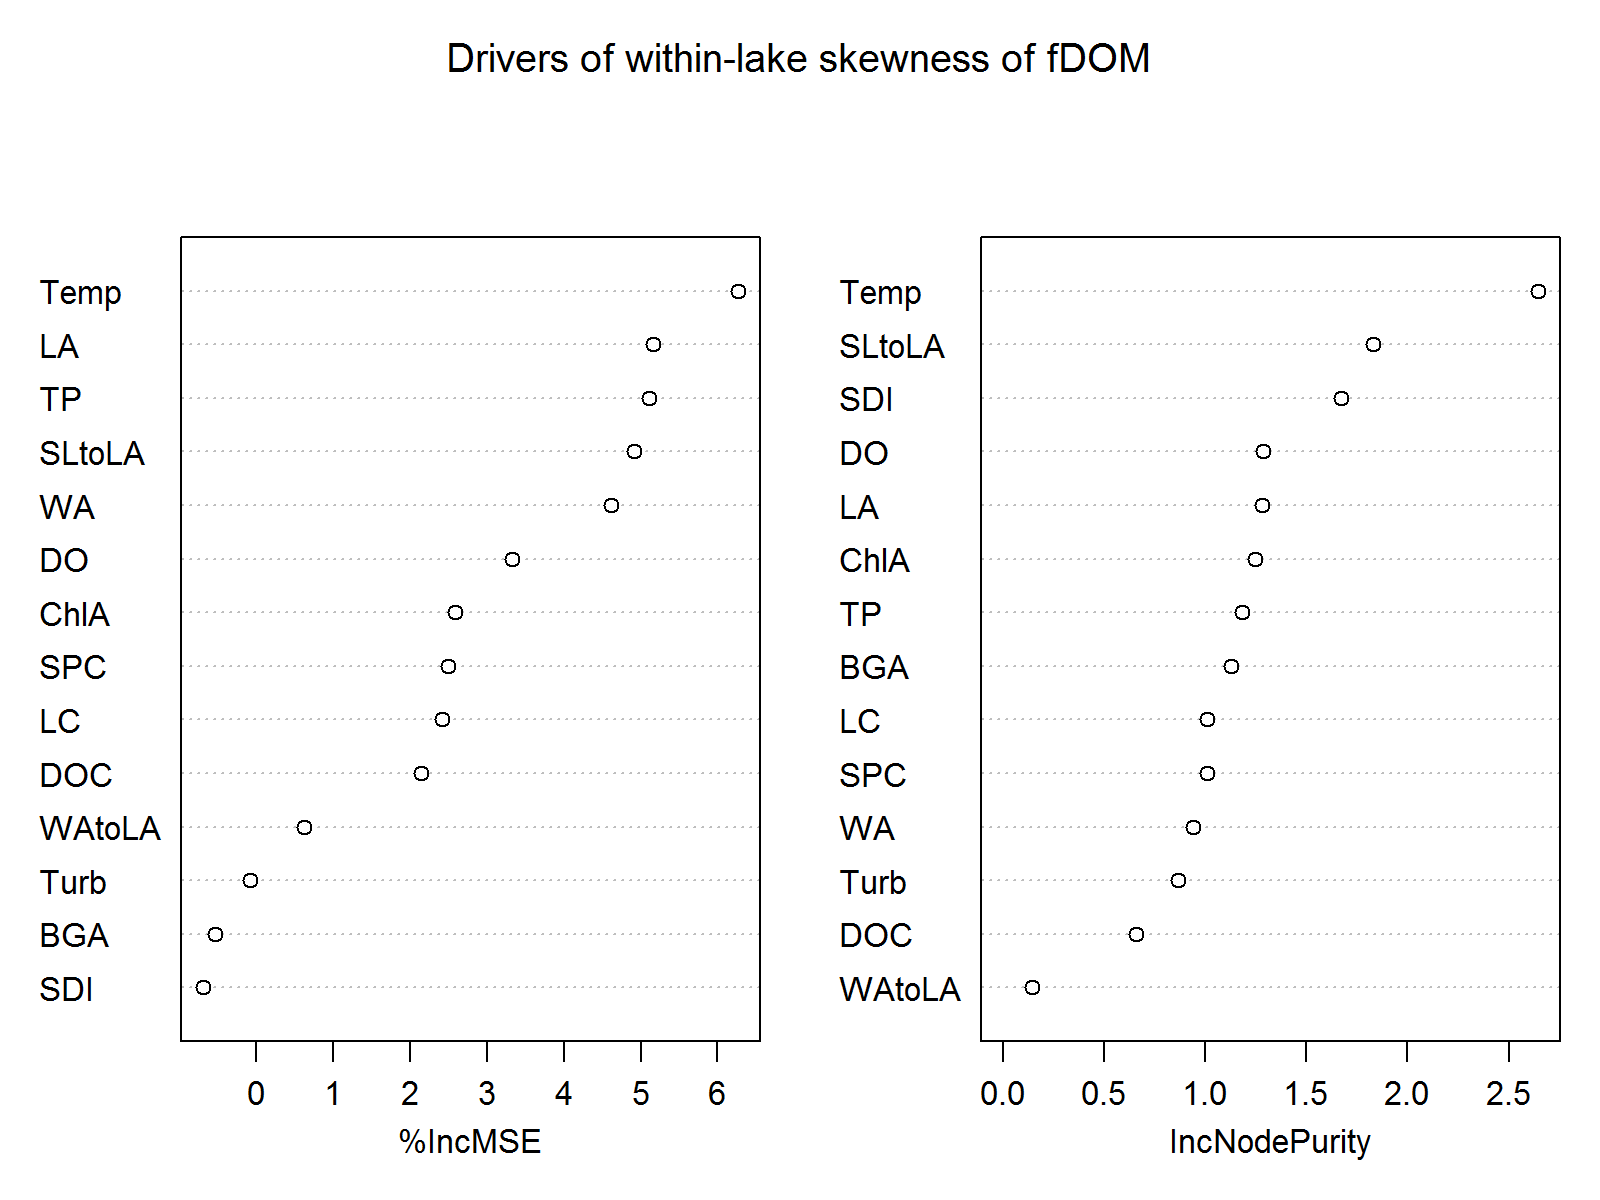 Drivers of within-lake skewness of fDOM
Temp
LA
TP
SLtoLA
WA
DO
ChlA
SPC
LC
DOC
WAtoLA
Turb
BGA
SDI
0 1 2 3 4 5 6
%IncMSE
Temp
SLtoLA
SDI
DO
LA
ChlA
TP
BGA
LC
SPC
WA
Turb
DOC
WAtoLA
0.0 0.5 1.0 1.5 2.0 2.5
IncNodePurity